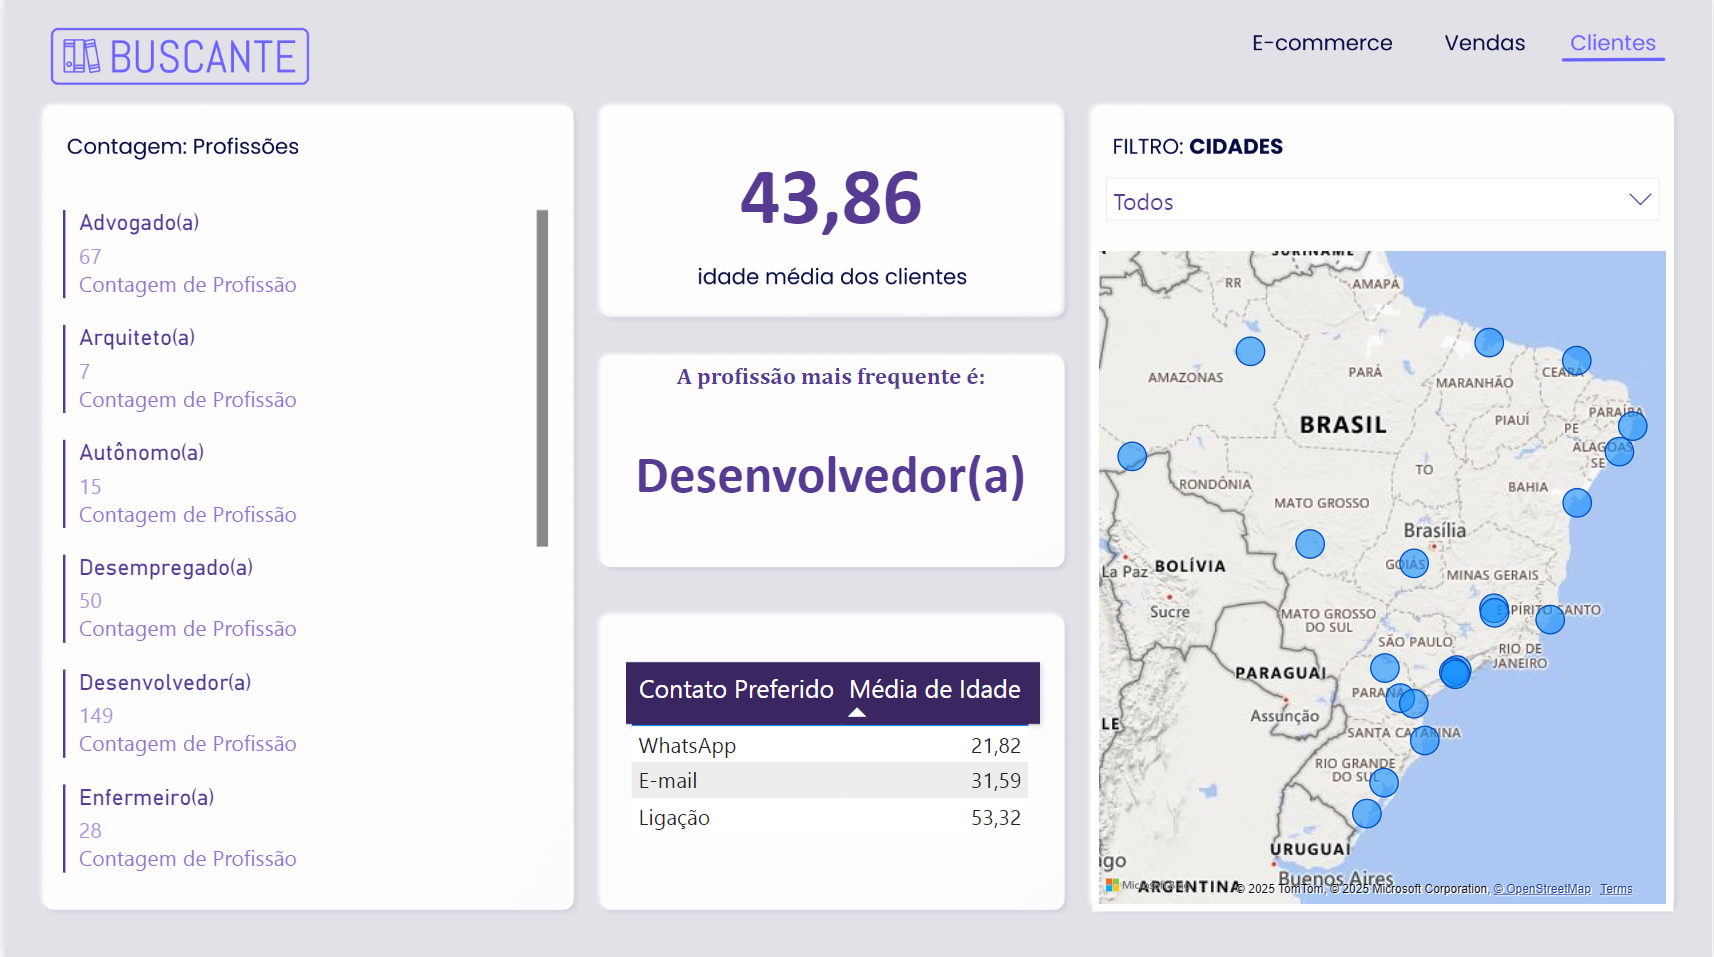 BUSCANTE
E-commerce
Vendas
Clientes
Contagem: Profissões
Advogado(a)
67
Contagem de Profissão
Arquiteto(a)
7
Contagem de Profissão
Autônomo(a)
15
Contagem de Profissão
Desempregado(a)
50
Contagem de Profissão
Desenvolvedor(a)
149
Contagem de Profissão
Enfermeiro(a)
28
Contagem de Profissão
43,86
idade média dos clientes
A profissão mais frequente é:
Desenvolvedor(a)
Contato Preferido Média de Idade
WhatsApp 21,82
E-mail 31,59
Ligação 53,32
FILTRO: CIDADES
Todos
SURINAME
RR
AMAPÁ
AMAZONAS
PARÁ
MARANHÃO
CEARÁ
BRASIL
PIAUÍ
PARAÍBA
PE
ALAGOAS
SE
TO
RONDÔNIA
BAHIA
MATO GROSSO
Brasília
La Paz
BOLÍVIA
GOIÁS
MINAS GERAIS
Sucre
MATO GROSSO
DO SUL
ESPÍRITO SANTO
SÃO PAULO
RIO DE
JANEIRO
PARAGUAI
PARANÁ
Assunção
LE
SANTA CATARINA
RIO GRANDE
DO SUL
URUGUAI
ago
Buenos Aires
ARGENTINA
© 2025 TomTom, © 2025 Microsoft Corporation, © OpenStreetMap Terms